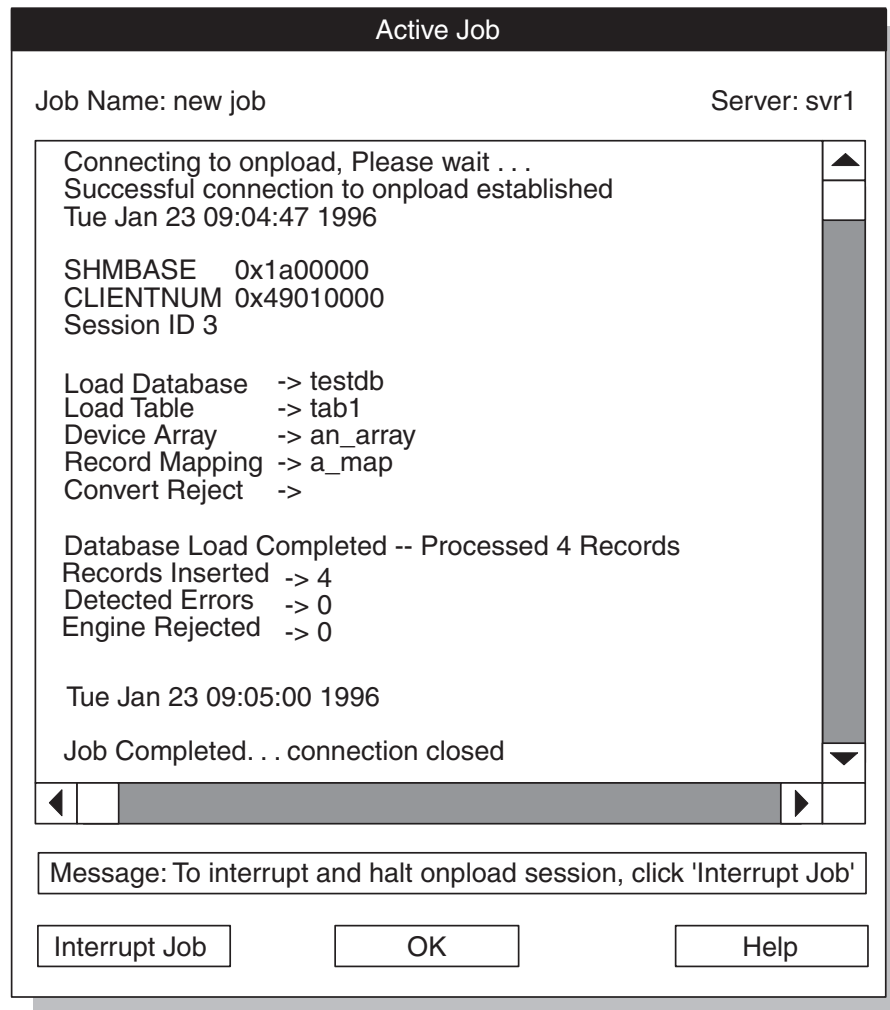 Active Job
Job Name: new job
Server: svr1
Connecting to onpload, Please wait . . .
Successful connection to onpload established
Tue Jan 23 09:04:47 1996
SHMBASE 0x1a00000
CLIENTNUM 0x49010000
Session ID 3
Load Database -> testdb
Load Table -> tab1
Device Array -> an_array
Record Mapping -> a_map
Convert Reject ->
Database Load Completed -- Processed 4 Records
Records Inserted -> 4
Detected Errors -> 0
Engine Rejected -> 0
Tue Jan 23 09:05:00 1996
Job Completed. . . connection closed
Message: To interrupt and halt onpload session, click 'Interrupt Job'
Interrupt Job
OK
Help